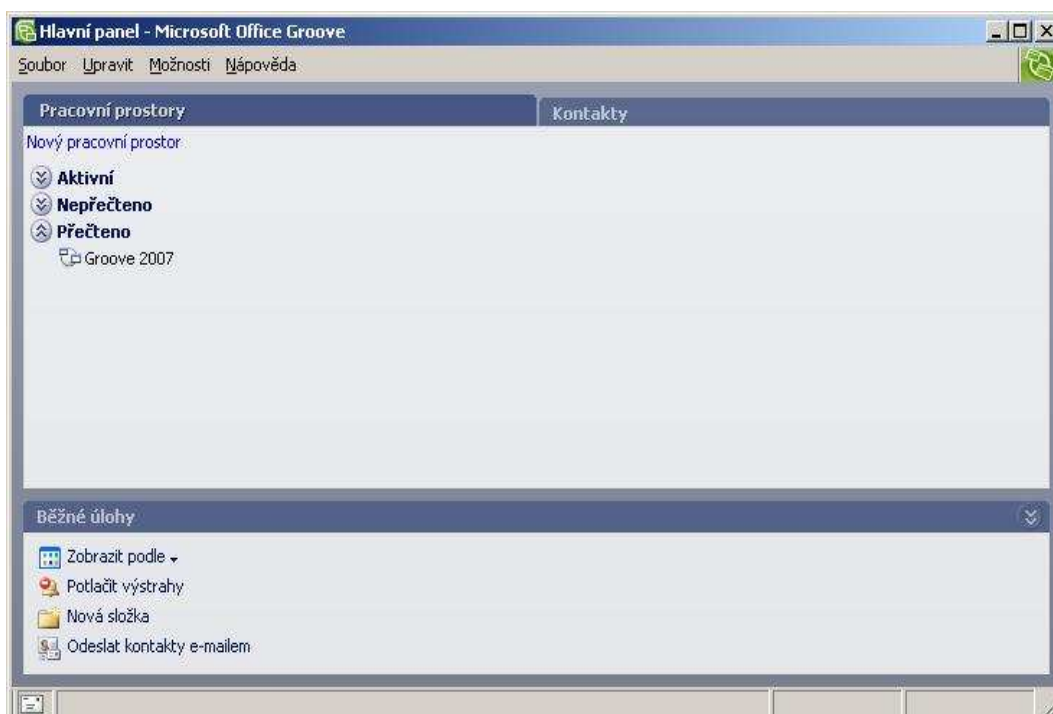 Hlavní panel - Microsoft Office Groove
Soubor Upravit Možnosti Nápověda
Pracovní prostory Kontakty
Nový pracovní prostor
Aktivní
Nepřečteno
Přečteno
Groove 2007
Běžné úlohy
Zobrazit podle
Potlačit výstrahy
Nová složka
Odeslat kontakty e-mailem